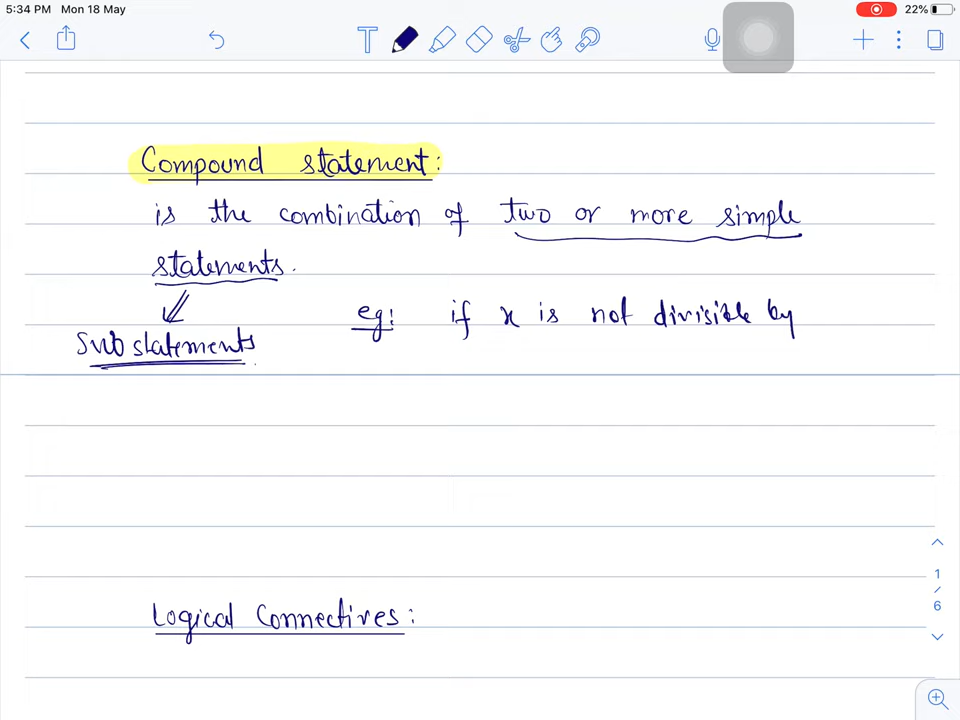 5:34 PM Mon 18 May
22%
T
Compound statement:
is the combination of two or more simple
statements.
Substatements
eg: if x is not divisible by
1
/
6
Logical Connectives: